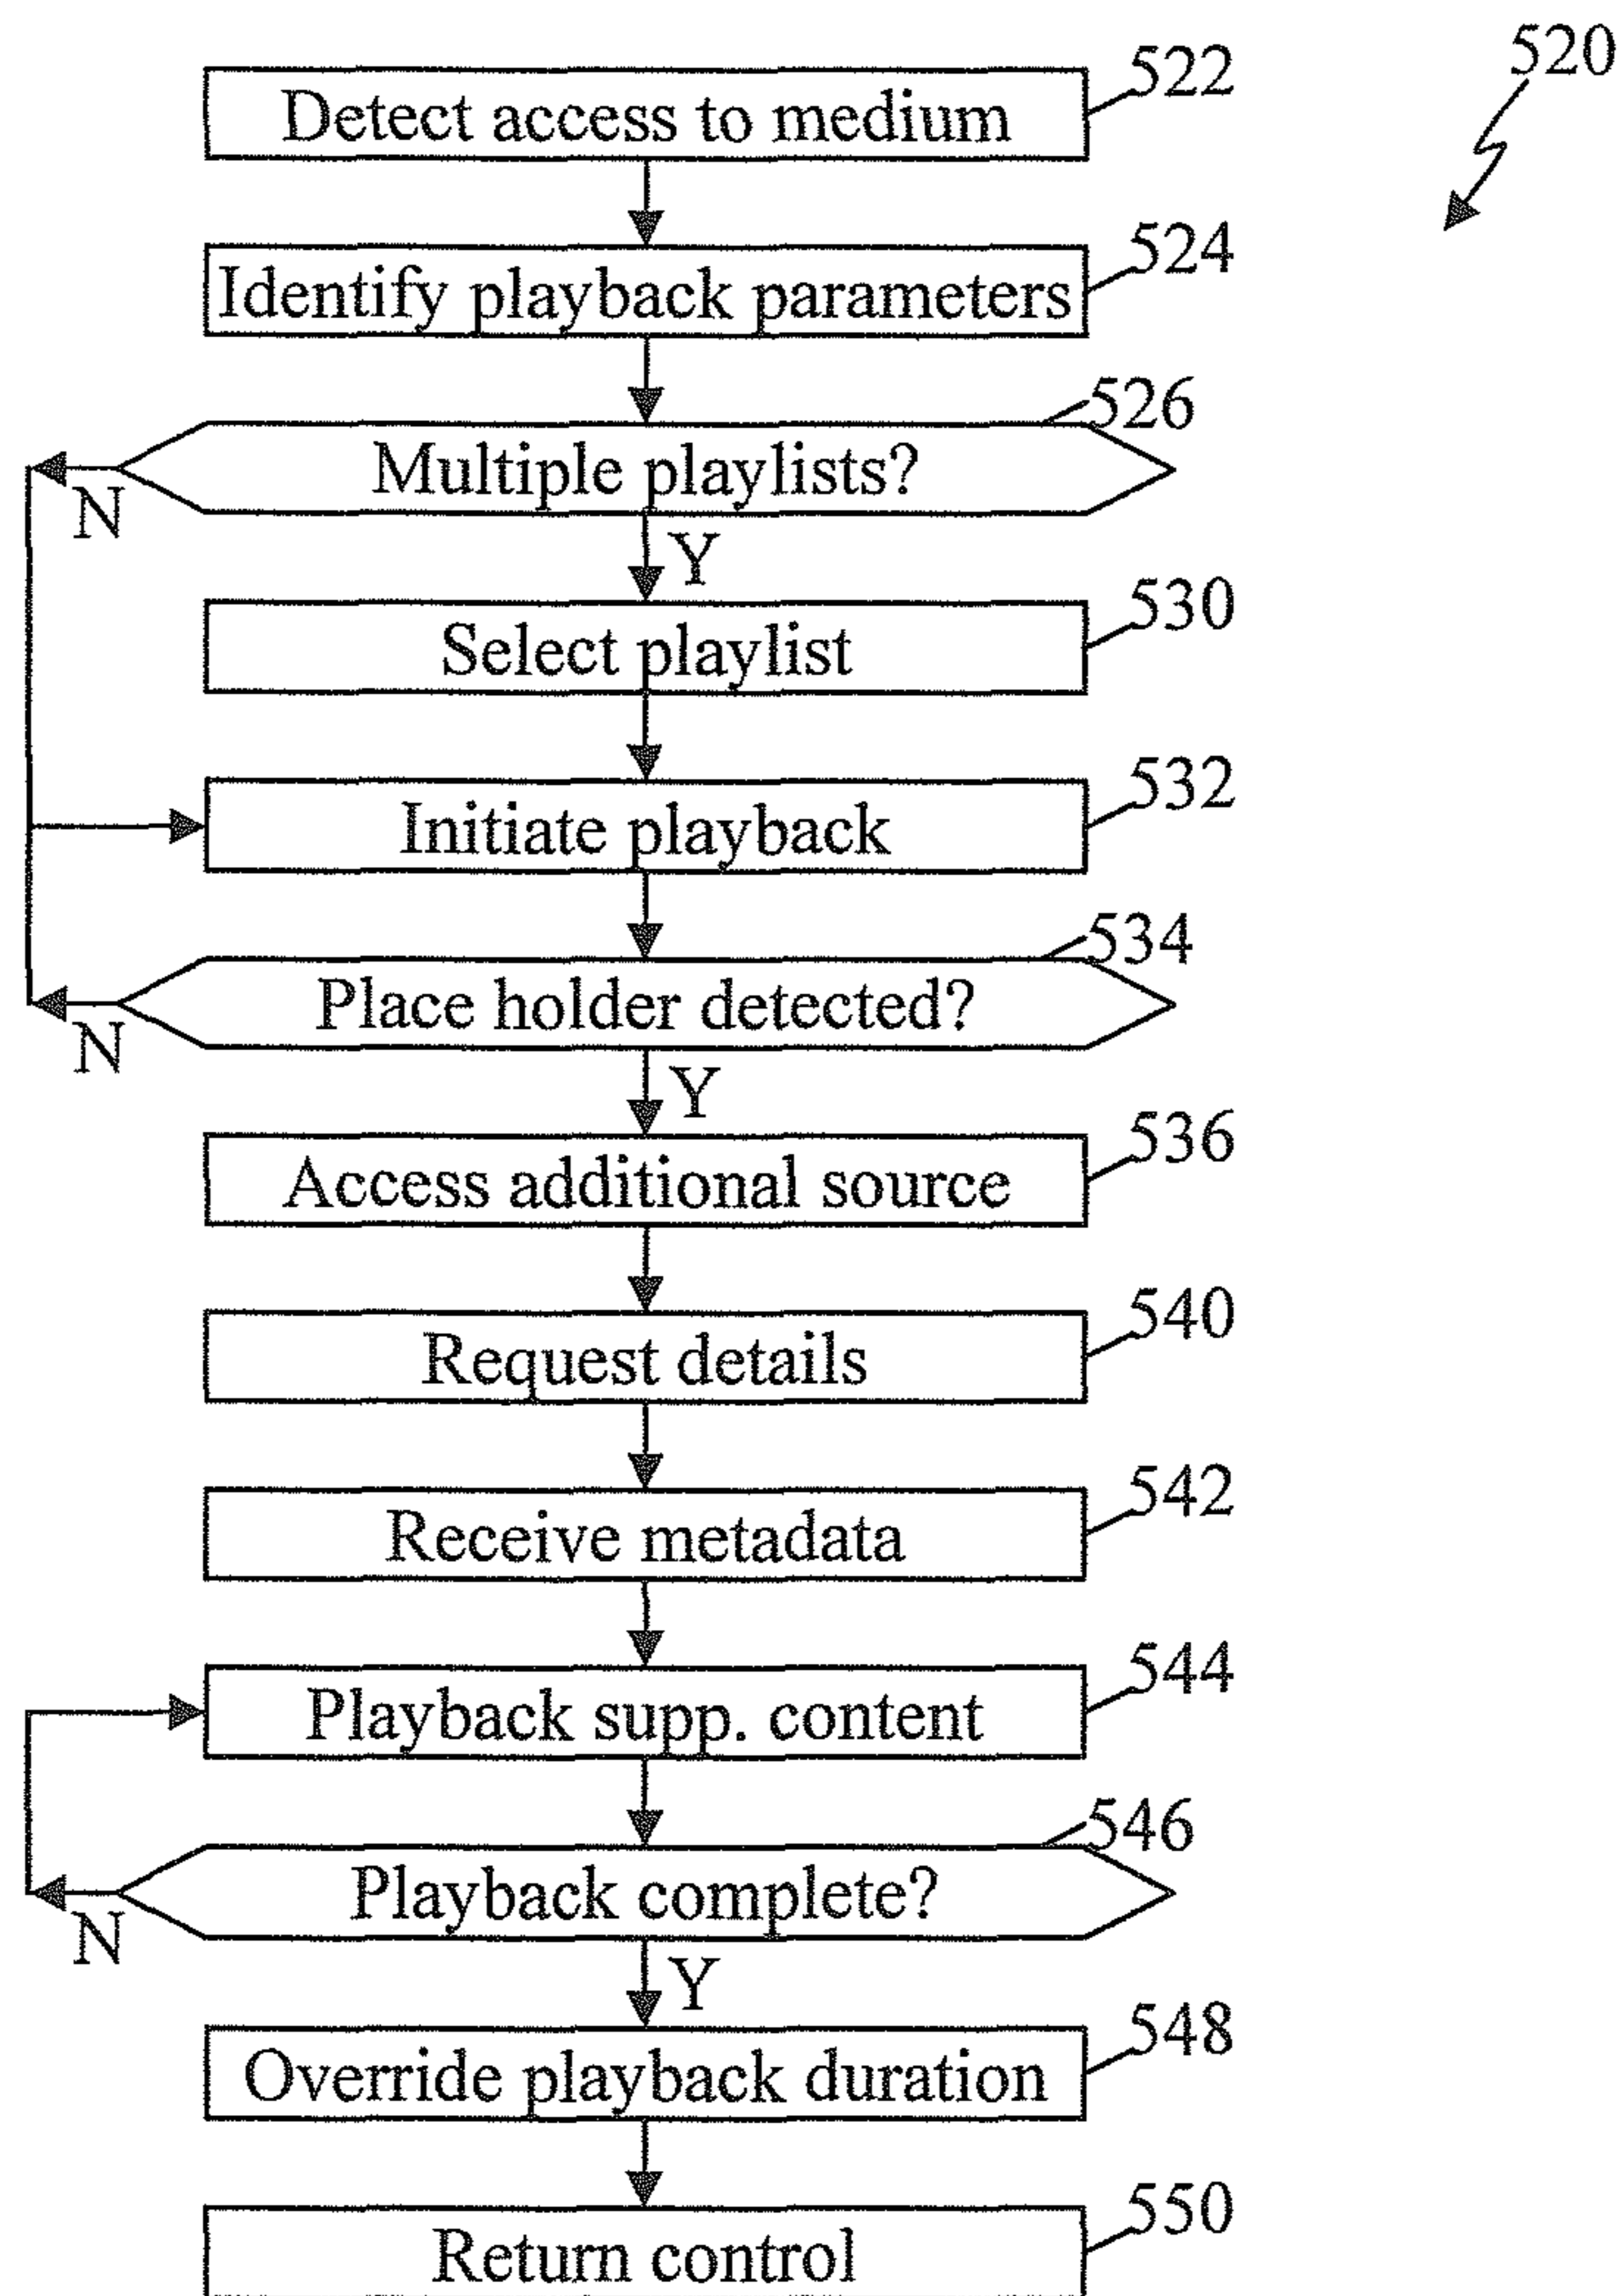 520
522
Detect access to medium
524
Identify playback parameters
526
Multiple playlists?
N
Y
530
Select playlist
532
Initiate playback
534
Place holder detected?
N
Y
536
Access additional source
540
Request details
542
Receive metadata
544
Playback supp. content
546
Playback complete?
N
Y
548
Override playback duration
550
Return control